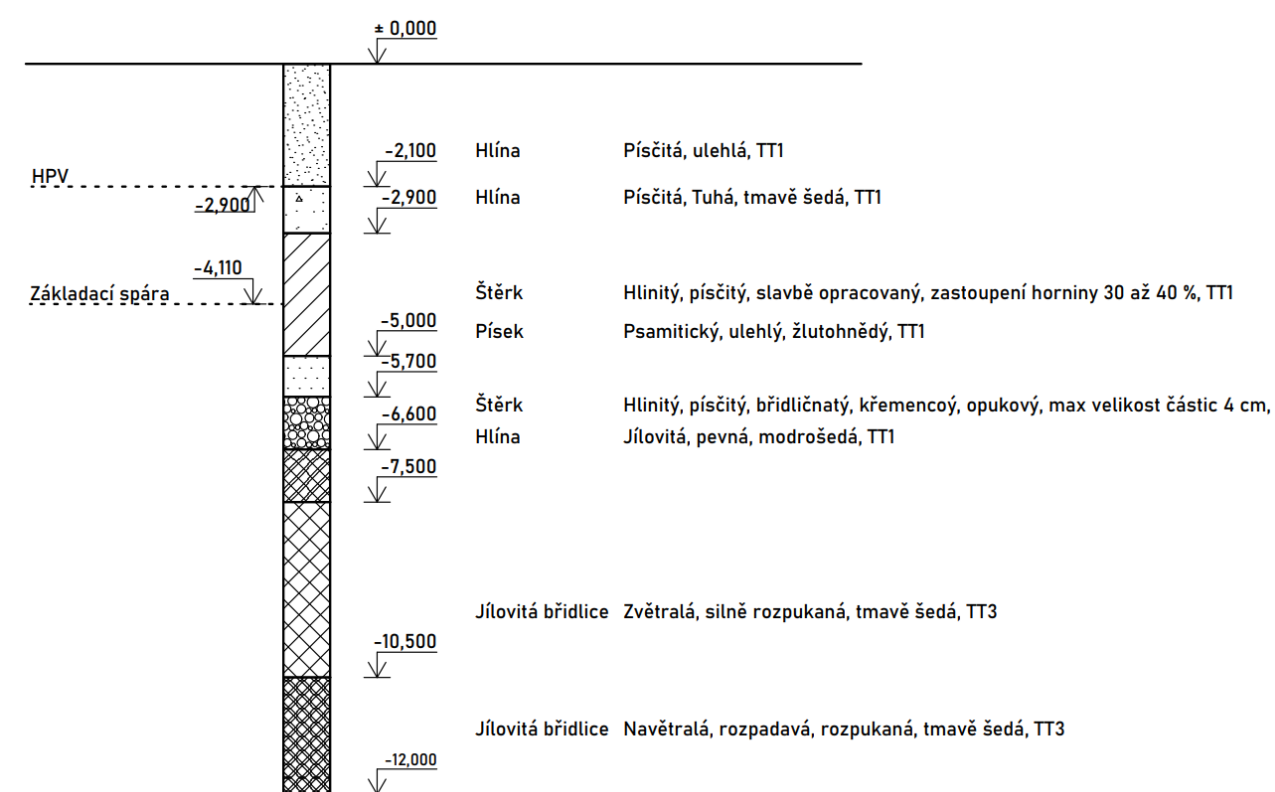 ± 0,000
-2,100 Hlína Písčitá, ulehlá, TT1
HPV
-2,900
-2,900 Hlína Písčitá, Tuhá, tmavě šedá, TT1
-4,110
Základací spára
Štěrk Hlinitý, písčitý, slavbě opracovaný, zastoupení horniny 30 až 40 %, TT1
-5,000 Písek Psamitický, ulehlý, žlutohnědý, TT1
-5,700
-6,600 Štěrk Hlinitý, písčitý, břidličnatý, křemencoý, opukový, max velikost částic 4 cm,
Hlína Jílovitá, pevná, modrošedá, TT1
-7,500
Jílovitá břidlice Zvětralá, silně rozpukaná, tmavě šedá, TT3
-10,500
Jílovitá břidlice Navětralá, rozpadavá, rozpukaná, tmavě šedá, TT3
-12,000